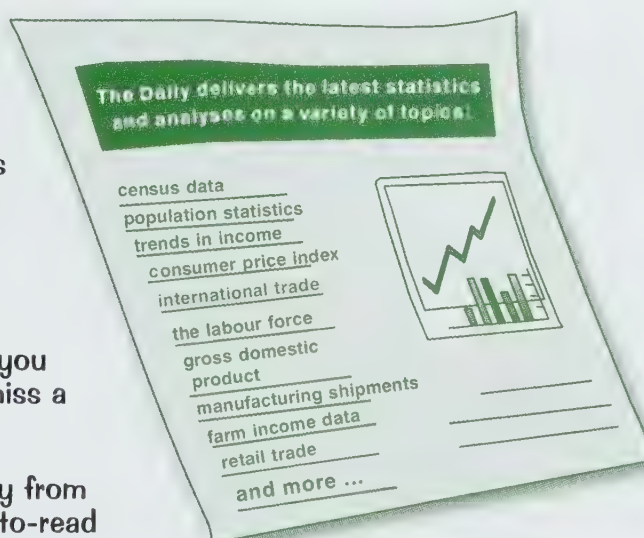 The Daily delivers the latest statistics
and analyses on a variety of topics.
census data
population statistics
trends in income
consumer price index
international trade
the labour force
gross domestic
product
manufacturing shipments
farm income data
retail trade
and more ...
s
you
miss a
y from
to-read